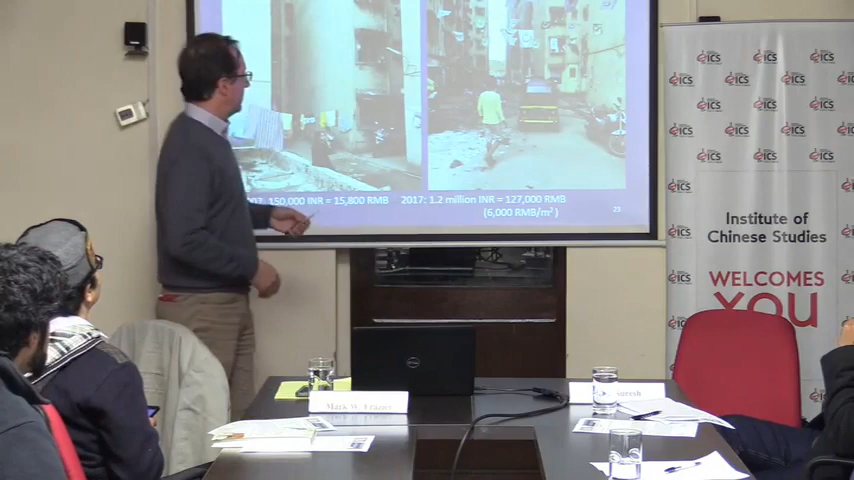 150,000 INR = 15,800 RMB
2017: 1.2 million INR = 127,000 RMB
(6,000 RMB/m²)
25
ICS
Institute of
Chinese Studies
WELCOMES
YOU
DELL
Mark W. Frazier